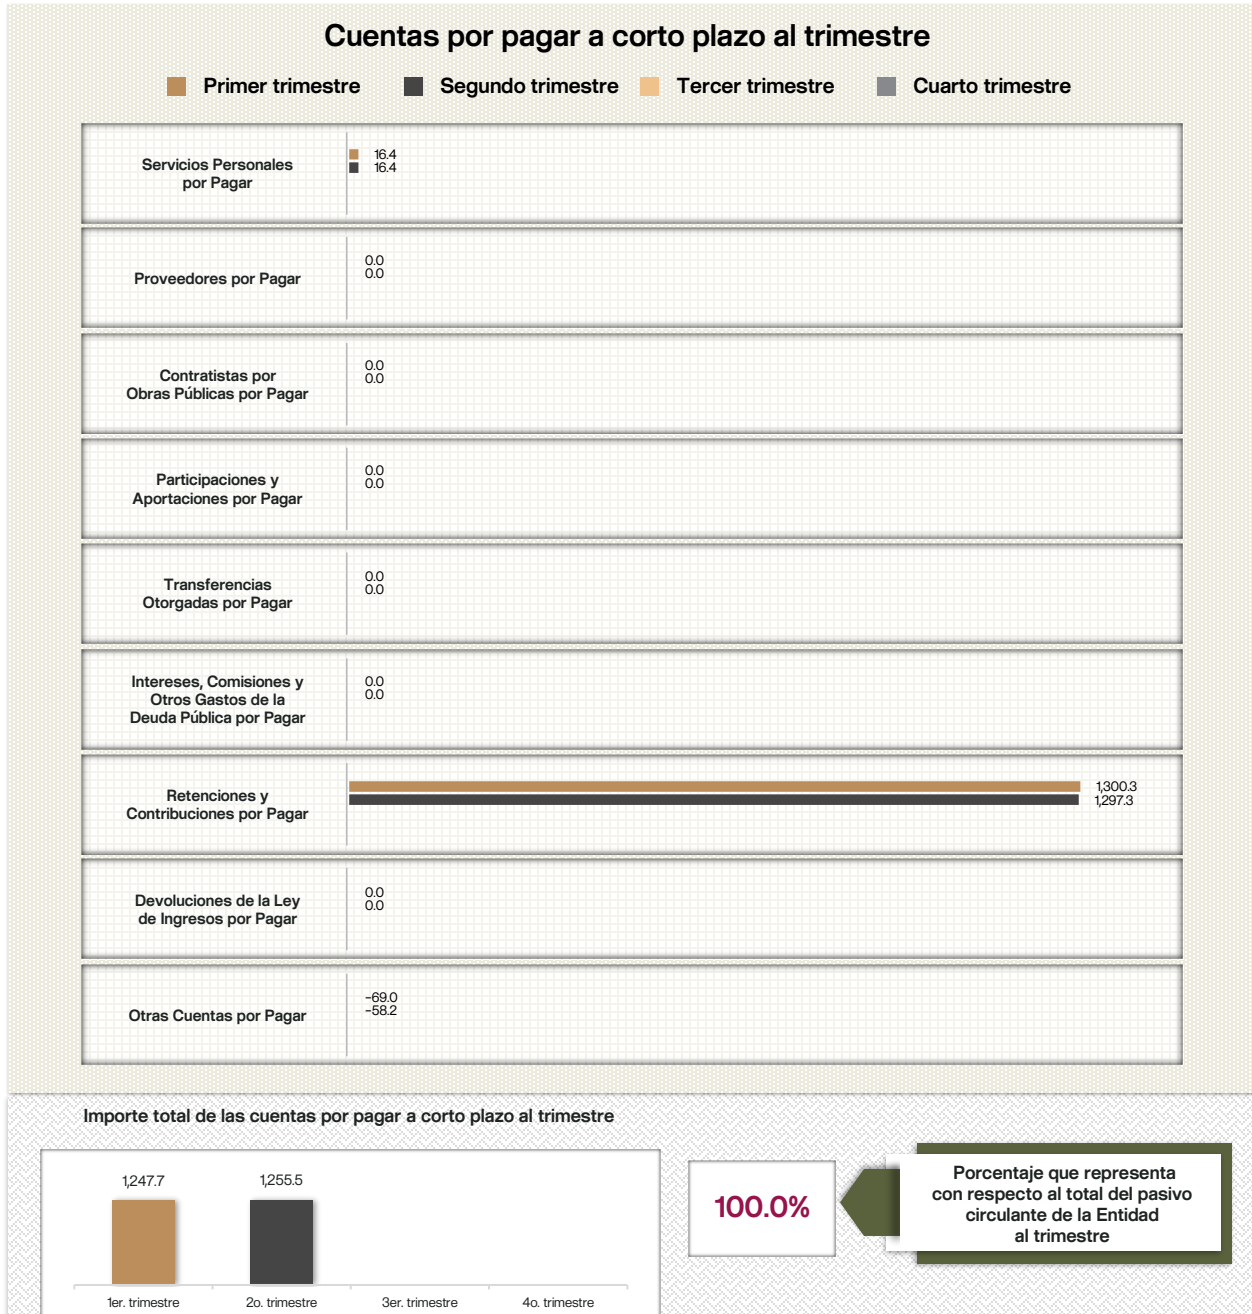 Cuentas por pagar a corto plazo al trimestre
Primer trimestre Segundo trimestre Tercer trimestre Cuarto trimestre
Servicios Personales
por Pagar
16.4
16.4
Proveedores por Pagar
0.0
0.0
Contratistas por
Obras Públicas por Pagar
0.0
0.0
Participaciones y
Aportaciones por Pagar
0.0
0.0
Transferencias
Otorgadas por Pagar
0.0
0.0
Intereses, Comisiones y
Otros Gastos de la
Deuda Pública por Pagar
0.0
0.0
Retenciones y
Contribuciones por Pagar
1,300.3
1,297.3
Devoluciones de la Ley
de Ingresos por Pagar
0.0
0.0
Otras Cuentas por Pagar
-69.0
-58.2
Importe total de las cuentas por pagar a corto plazo al trimestre
1,247.7 1,255.5
1er. trimestre 2o. trimestre 3er. trimestre 4o. trimestre
100.0%
Porcentaje que representa
con respecto al total del pasivo
circulante de la Entidad
al trimestre